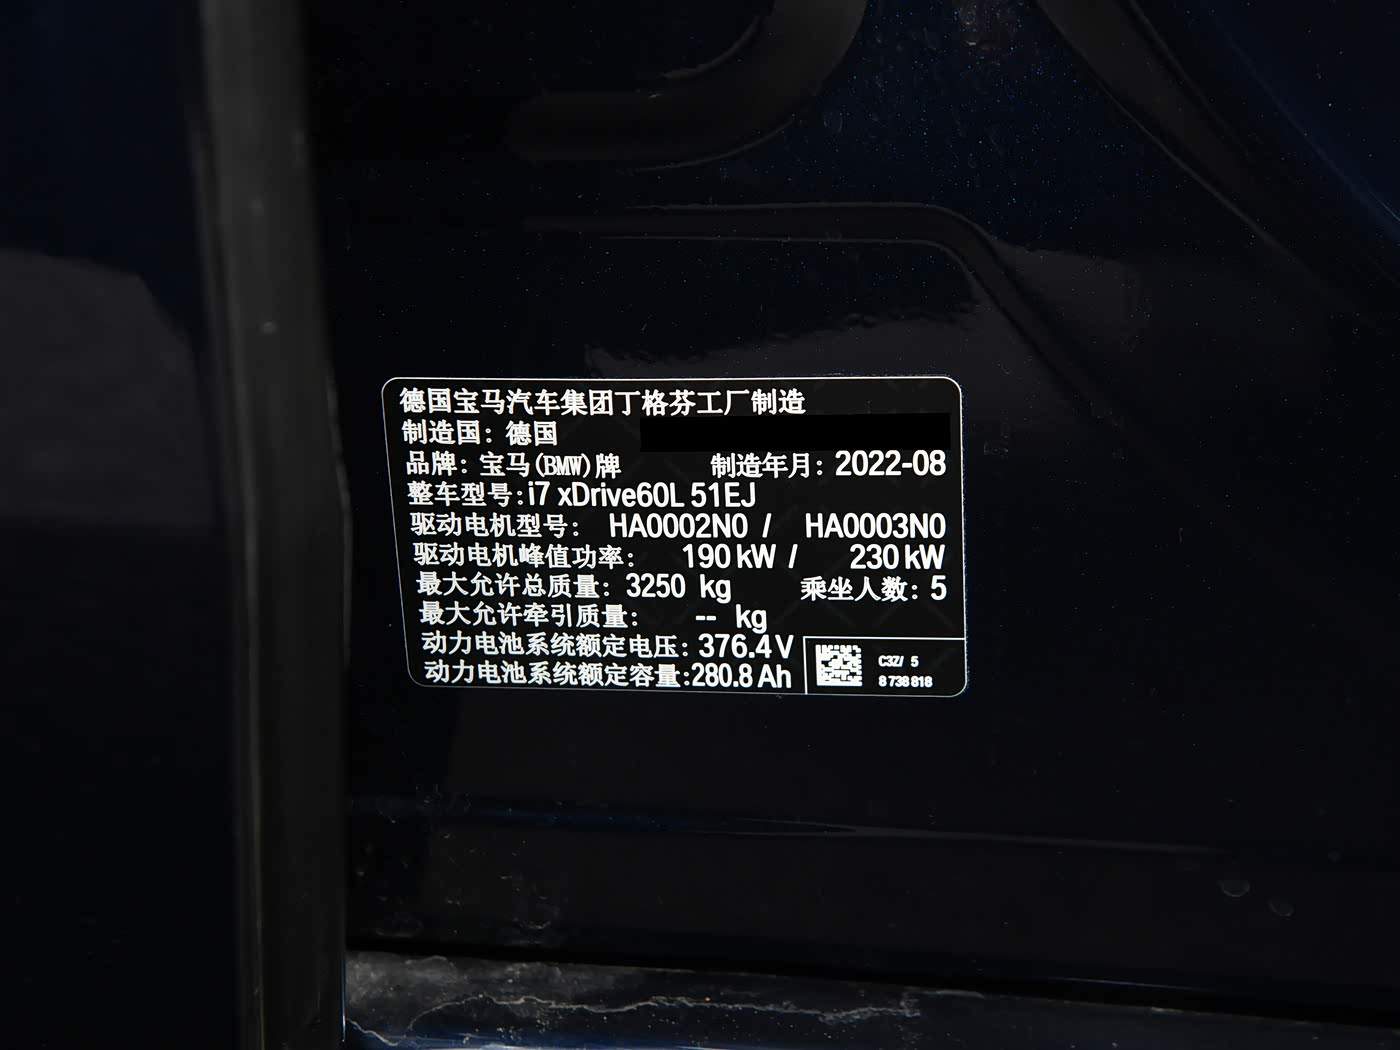 德国宝马汽车集团丁格芬工厂制造
制造国：德国
品牌：宝马(BMW)牌 制造年月：2022-08
整车型号:i7 xDrive60L 51EJ
驱动电机型号： HA0002N0 / HA0003N0
驱动电机峰值功率： 190 kW / 230 kW
最大允许总质量：3250 kg 乘坐人数：5
最大允许牵引质量： -- kg
动力电池系统额定电压：376.4 V
动力电池系统额定容量:280.8 Ah
C3Z/ 5
8 738 818